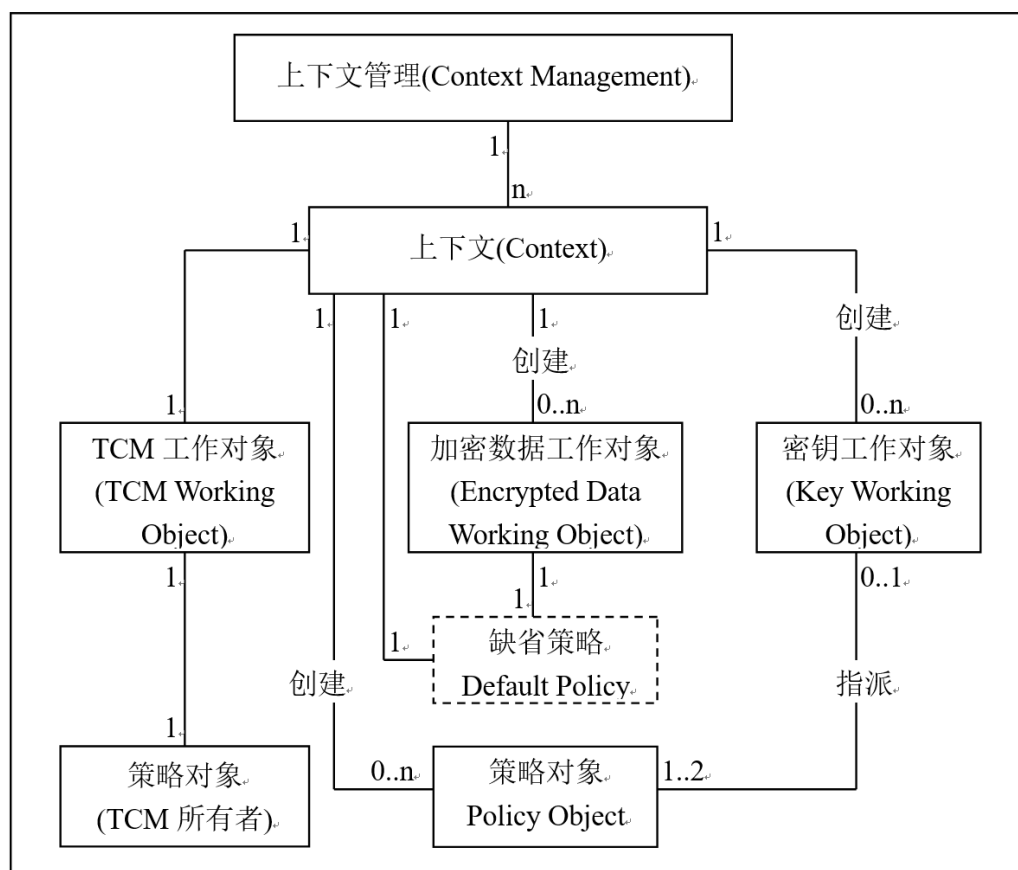 上下文管理(Context Management)
1
n
上下文(Context)
1
1
1
1
1
1
创建
创建
0..n
0..n
TCM 工作对象
(TCM Working
Object)
加密数据工作对象
(Encrypted Data
Working Object)
密钥工作对象
(Key Working
Object)
1
1
0..1
1
1
缺省策略
Default Policy
创建
指派
1
0..n
1..2
策略对象
(TCM 所有者)
策略对象
Policy Object